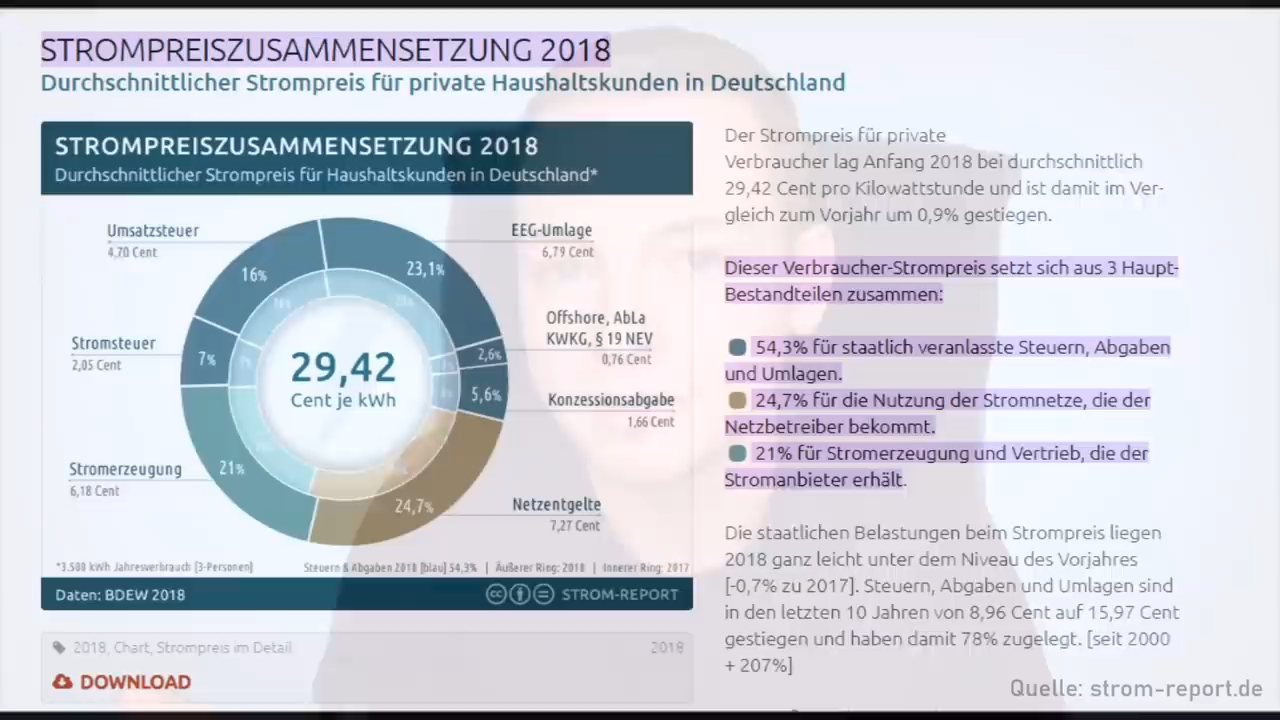 STROMPREISZUSAMMENSETZUNG 2018
Durchschnittlicher Strompreis für private Haushaltskunden in Deutschland
STROMPREISZUSAMMENSETZUNG 2018
Durchschnittlicher Strompreis für Haushaltskunden in Deutschland*
Umsatzsteuer
4,70 Cent
EEG-Umlage
6,79 Cent
16%
23,1%
Offshore, AbLa
KWKG, § 19 NEV
0,76 Cent
Stromsteuer
2,05 Cent
7%
2,6%
29,42
Cent je kWh
5,6%
Konzessionsabgabe
1,66 Cent
Stromerzeugung
6,18 Cent
21%
24,7%
Netzentgelte
7,27 Cent
*3.500 kWh Jahresverbrauch [3-Personen]
Steuern & Abgaben 2018 [blau] 54,3% | Äußerer Ring: 2018 | Innerer Ring: 2017
Daten: BDEW 2018
cc STROM-REPORT
2018, Chart, Strompreis im Detail
2018
DOWNLOAD
Der Strompreis für private
Verbraucher lag Anfang 2018 bei durchschnittlich
29,42 Cent pro Kilowattstunde und ist damit im Ver-
gleich zum Vorjahr um 0,9% gestiegen.
Dieser Verbraucher-Strompreis setzt sich aus 3 Haupt-
Bestandteilen zusammen:
54,3% für staatlich veranlasste Steuern, Abgaben
und Umlagen.
24,7% für die Nutzung der Stromnetze, die der
Netzbetreiber bekommt.
21% für Stromerzeugung und Vertrieb, die der
Stromanbieter erhält.
Die staatlichen Belastungen beim Strompreis liegen
2018 ganz leicht unter dem Niveau des Vorjahres
[-0,7% zu 2017]. Steuern, Abgaben und Umlagen sind
in den letzten 10 Jahren von 8,96 Cent auf 15,97 Cent
gestiegen und haben damit 78% zugelegt. [seit 2000
+ 207%]
Quelle: strom-report.de